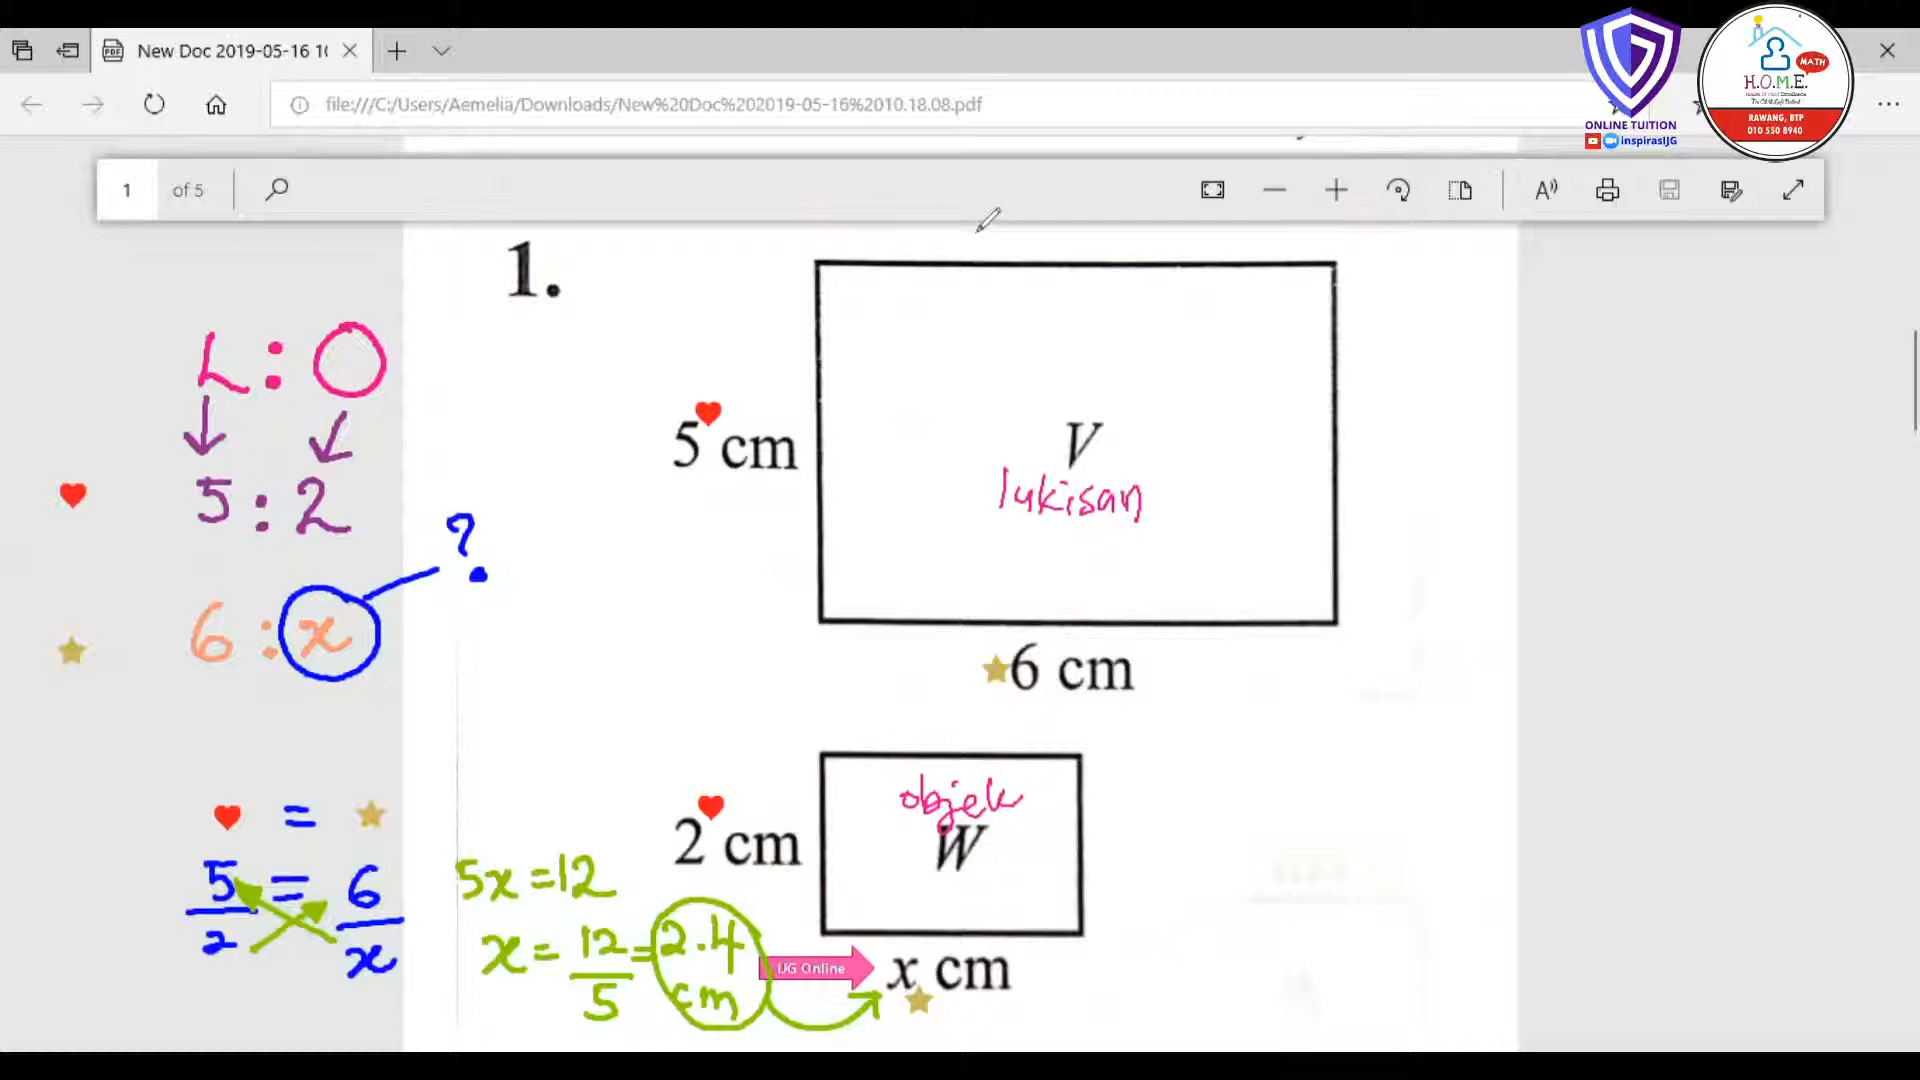 New Doc 2019-05-16 1(
file:///C:/Users/Aemelia/Downloads/New%20Doc%202019-05-16%2010.18.08.pdf
ONLINE TUITION
inspirasIJG
MATH
H.O.M.E.
RAWANG, BTP
010 550 8940
1 of 5
1.
L : O
5 : 2
6 : x
?
5 cm
V
lukisan
6 cm
objek
W
2 cm
x cm
=
5/2 = 6/x
5x = 12
x = 12/5 = 2.4 cm
IJG Online